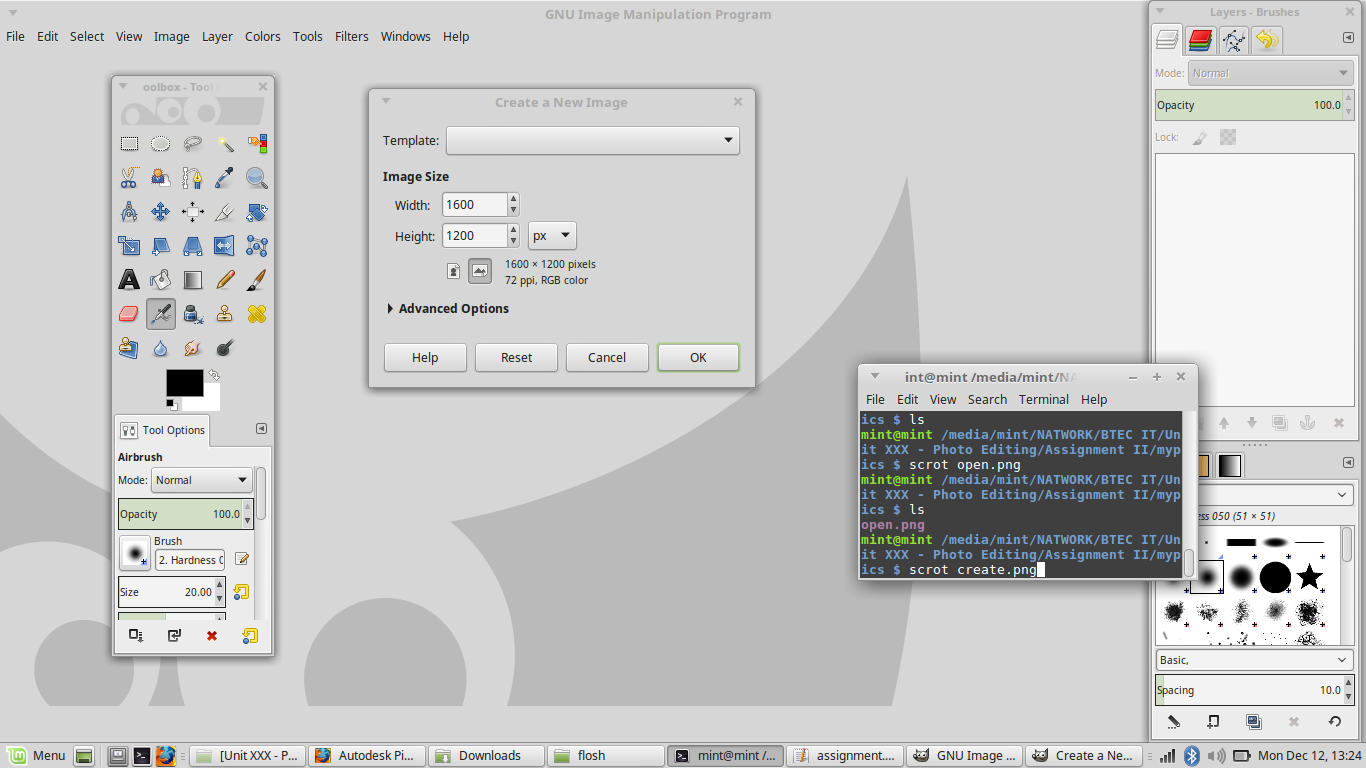 GNU Image Manipulation Program
File Edit Select View Image Layer Colors Tools Filters Windows Help
oolbox - Tool
Opacity 100.0
Tool Options
Airbrush
Mode: Normal
Opacity 100.0
Brush
2. Hardness 0
Size 20.00
Create a New Image
Template:
Image Size
Width: 1600
Height: 1200 px
1600 × 1200 pixels
72 ppi, RGB color
Advanced Options
Help Reset Cancel OK
Layers - Brushes
Mode: Normal
Lock:
int@mint /media/mint/NA
File Edit View Search Terminal Help
ics $ ls
mint@mint /media/mint/NATWORK/BTEC IT/Un
it XXX - Photo Editing/Assignment II/myp
ics $ scrot open.png
mint@mint /media/mint/NATWORK/BTEC IT/Un
it XXX - Photo Editing/Assignment II/myp
ics $ ls
open.png
mint@mint /media/mint/NATWORK/BTEC IT/Un
it XXX - Photo Editing/Assignment II/myp
ics $ scrot create.png
ess 050 (51 × 51)
Basic,
Spacing 10.0
Menu [Unit XXX - P... Autodesk Pi... Downloads flosh mint@mint /... assignment.... GNU Image ... Create a Ne... Mon Dec 12, 13:24